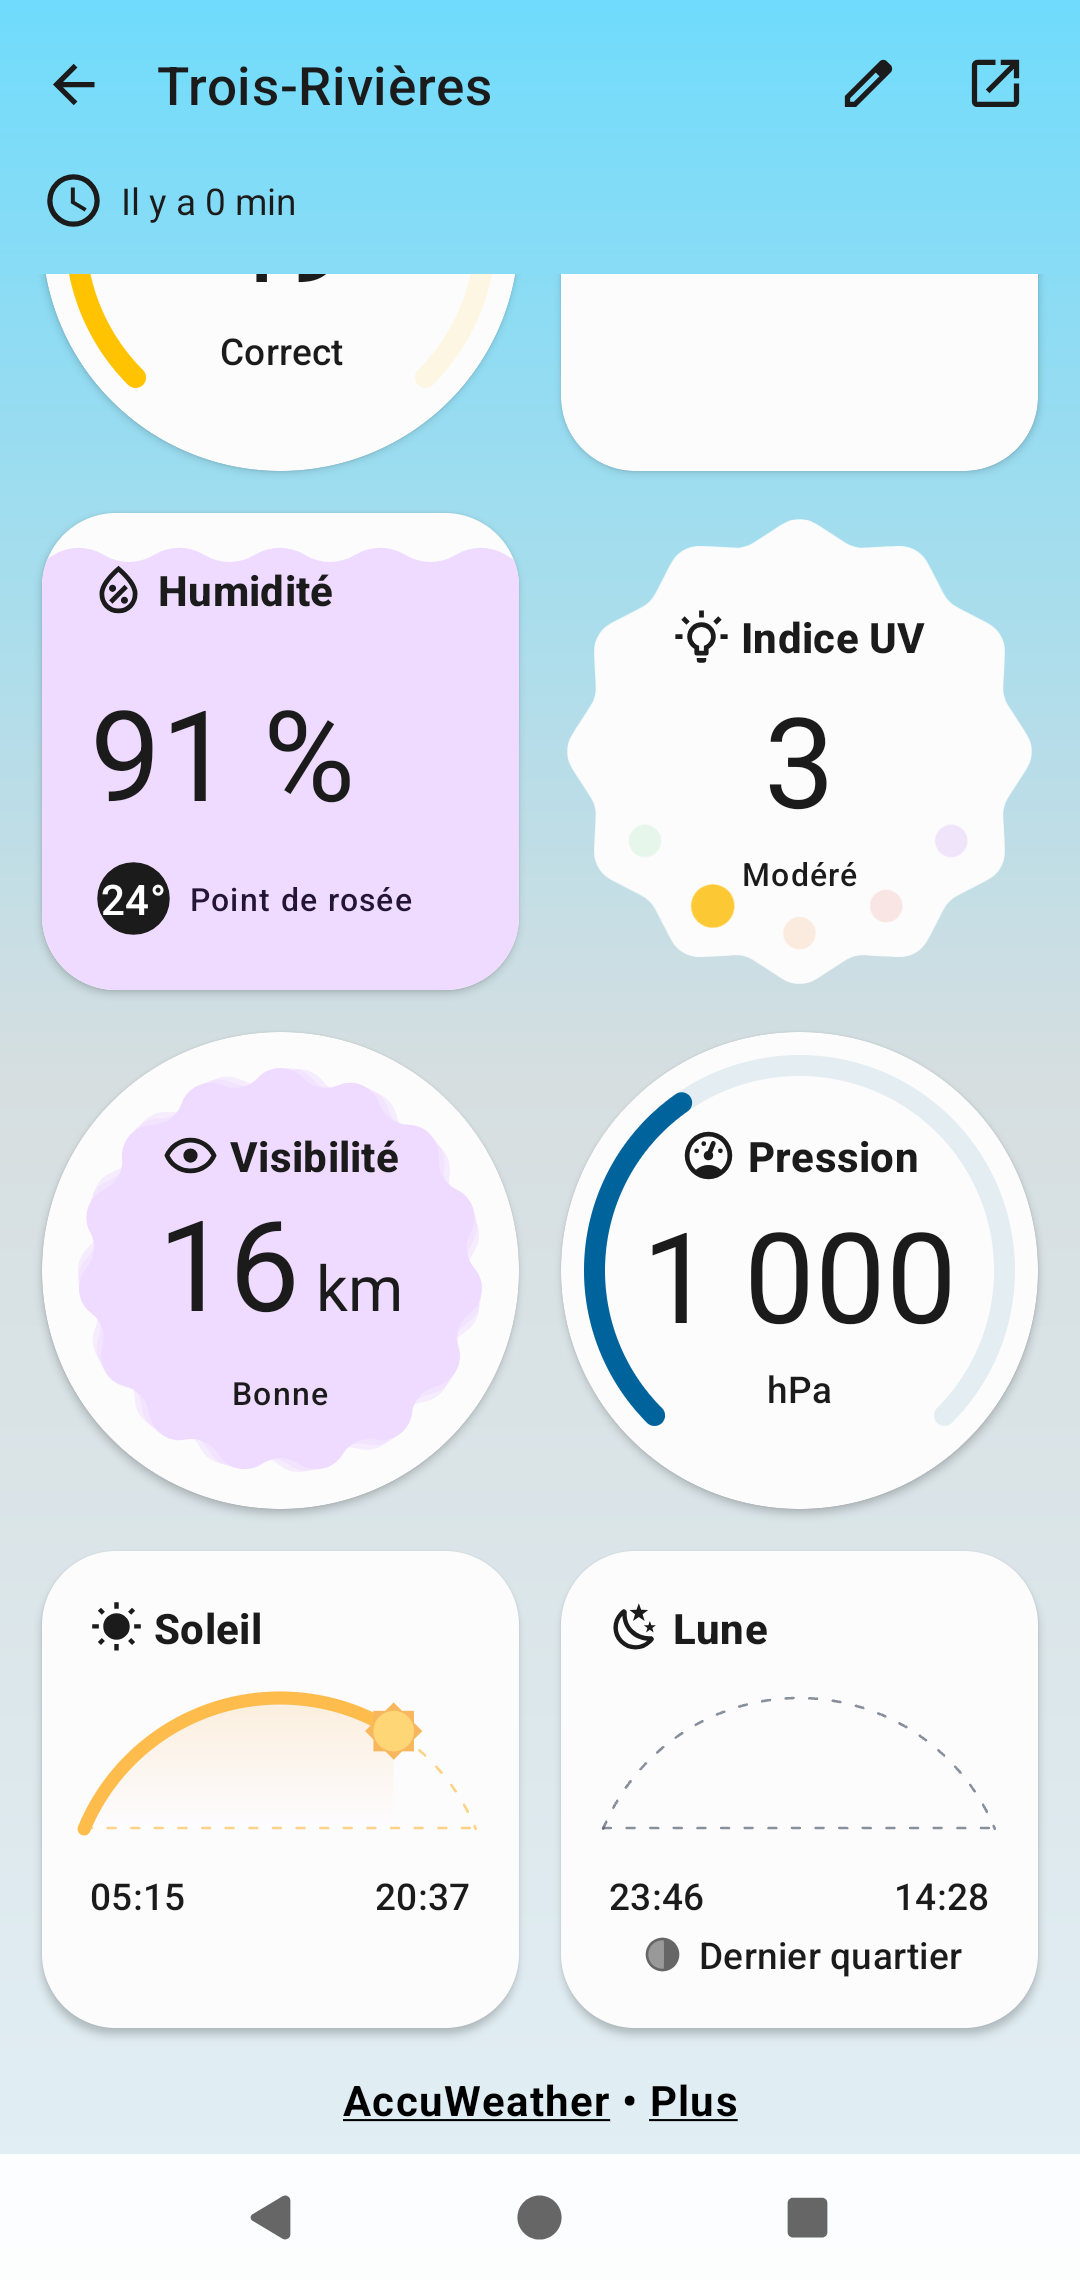 Trois-Rivières
Il y a 0 min
Correct
Humidité
91 %
24° Point de rosée
Indice UV
3
Modéré
Visibilité
16 km
Bonne
Pression
1 000
hPa
Soleil
05:15 20:37
Lune
23:46 14:28
Dernier quartier
AccuWeather • Plus